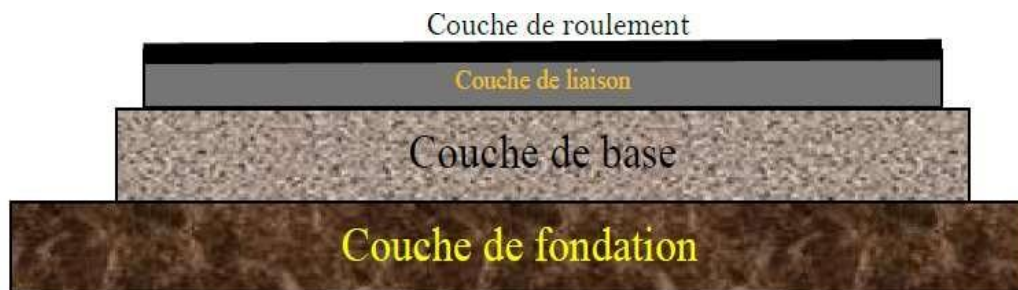 Couche de roulement
Couche de liaison
Couche de base
Couche de fondation